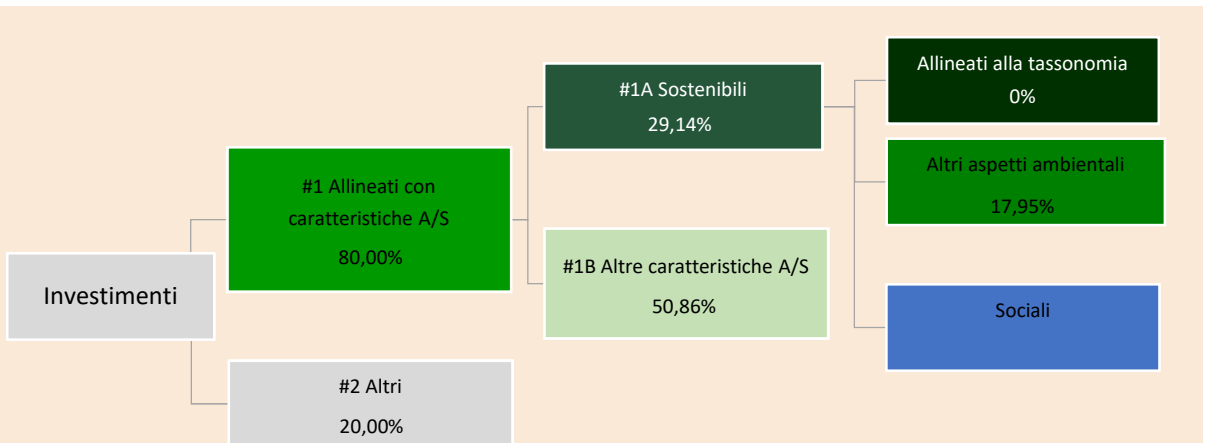 Investimenti
#1 Allineati con
caratteristiche A/S
80,00%
#2 Altri
20,00%
#1A Sostenibili
29,14%
#1B Altre caratteristiche A/S
50,86%
Allineati alla tassonomia
0%
Altri aspetti ambientali
17,95%
Sociali